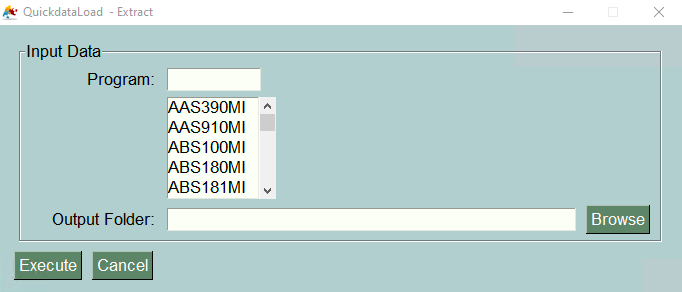 QuickdataLoad - Extract
Input Data
Program:
AAS390MI
AAS910MI
ABS100MI
ABS180MI
ABS181MI
Output Folder:
Browse
Execute
Cancel